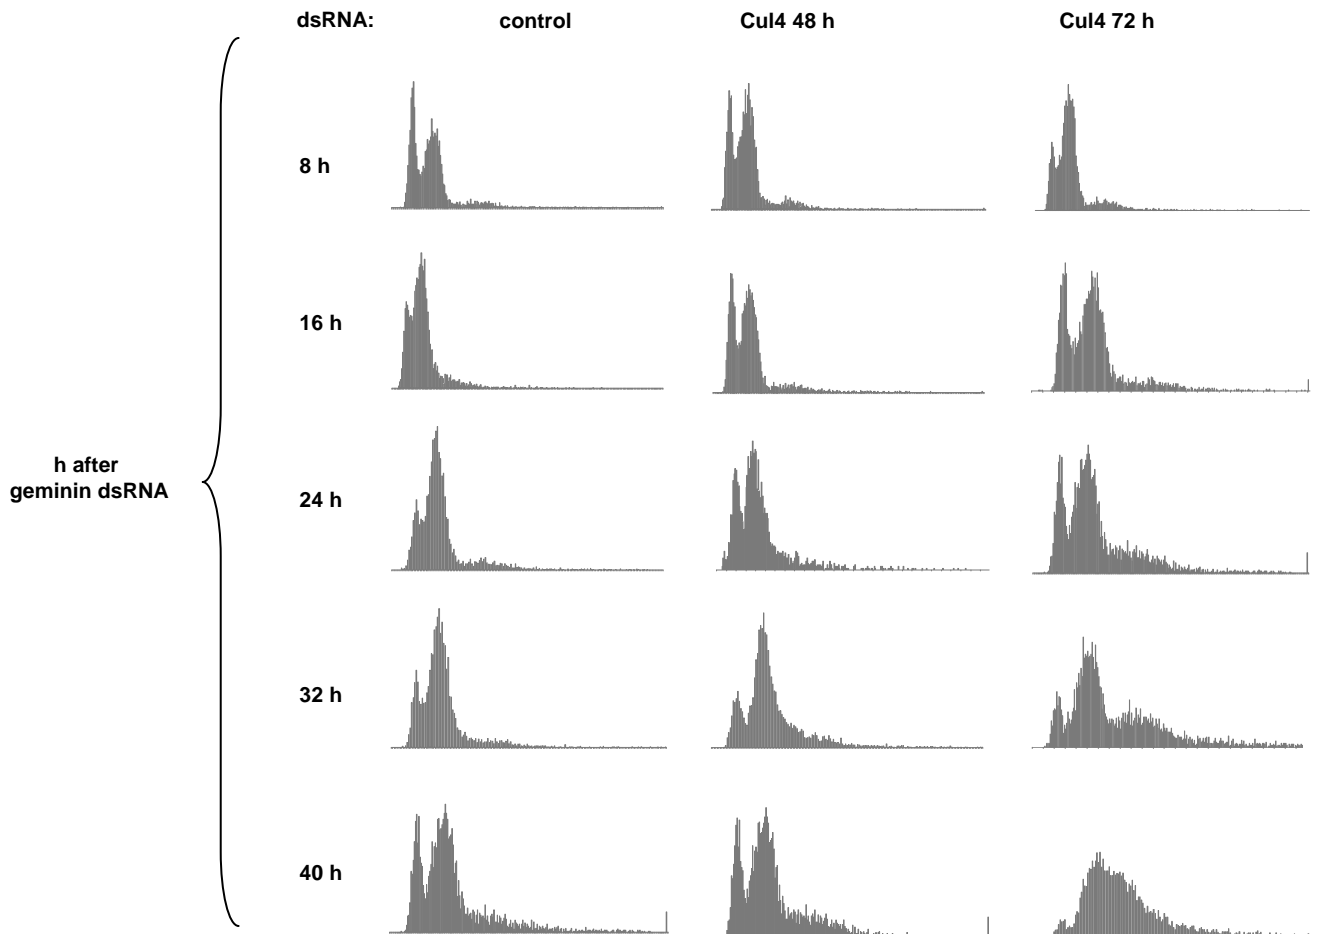 dsRNA: control Cul4 48 h Cul4 72 h
8 h
16 h
h after
geminin dsRNA
24 h
32 h
40 h